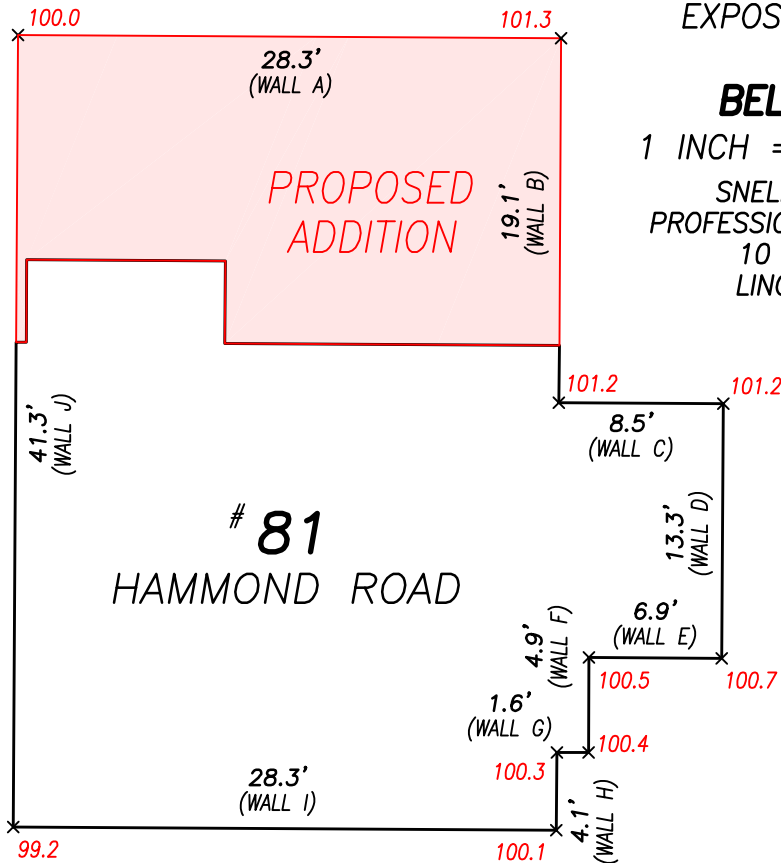 100.0
101.3
EXPOS
28.3'
(WALL A)
BEL
1 INCH =
PROPOSED
ADDITION
19.1'
(WALL B)
SNEL
PROFESSIO
10
LINC
101.2
101.2
8.5'
(WALL C)
41.3'
(WALL J)
# 81
HAMMOND ROAD
13.3'
(WALL D)
6.9'
(WALL E)
4.9'
(WALL F)
100.5
100.7
1.6'
(WALL G)
100.4
100.3
28.3'
(WALL I)
4.1'
(WALL H)
99.2
100.1